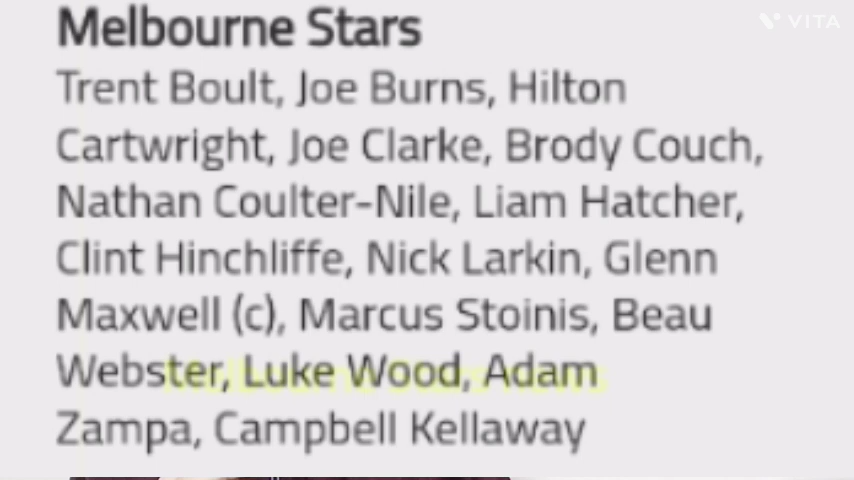 Melbourne Stars
VITA
Trent Boult, Joe Burns, Hilton
Cartwright, Joe Clarke, Brody Couch,
Nathan Coulter-Nile, Liam Hatcher,
Clint Hinchliffe, Nick Larkin, Glenn
Maxwell (c), Marcus Stoinis, Beau
Webster, Luke Wood, Adam
Zampa, Campbell Kellaway